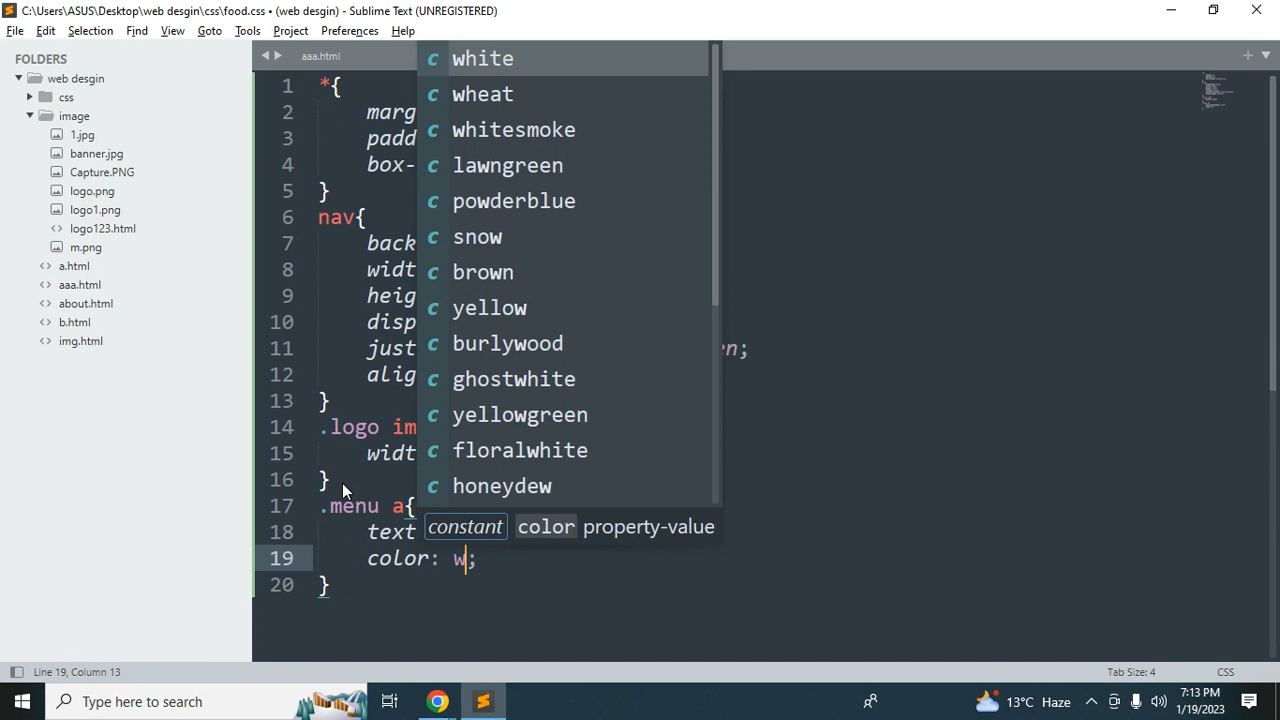 C:\Users\ASUS\Desktop\web desgin\css\food.css • (web desgin) - Sublime Text (UNREGISTERED)
File Edit Selection Find View Goto Tools Project Preferences Help
FOLDERS
web desgin
css
image
1.jpg
banner.jpg
Capture.PNG
logo.png
logo1.png
logo123.html
m.png
a.html
aaa.html
about.html
b.html
img.html
aaa.html
1 *{
2 marg
3 padd
4 box-
5 }
6 nav{
7 back
8 widt
9 heig
10 disp
11 just en;
12 alig
13 }
14 .logo im
15 widt
16 }
17 .menu a{
18 text
19 color: w;
20 }
c white
c wheat
c whitesmoke
c lawngreen
c powderblue
c snow
c brown
c yellow
c burlywood
c ghostwhite
c yellowgreen
c floralwhite
c honeydew
constant color property-value
Line 19, Column 13
Tab Size: 4 CSS
Type here to search
13°C Haze
7:13 PM
1/19/2023